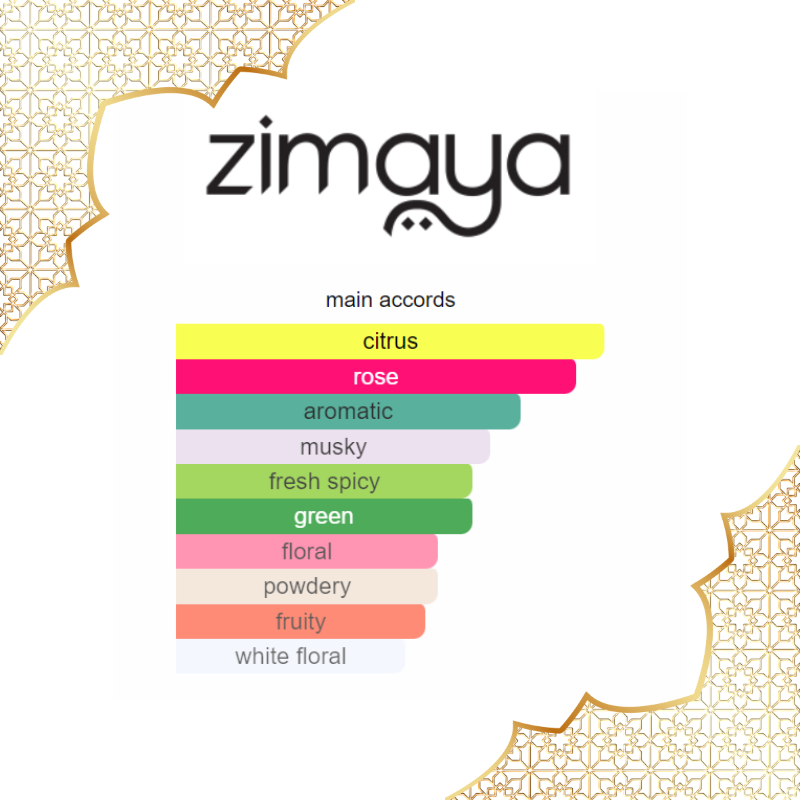 zimaya
main accords
citrus
rose
aromatic
musky
fresh spicy
green
floral
powdery
fruity
white floral